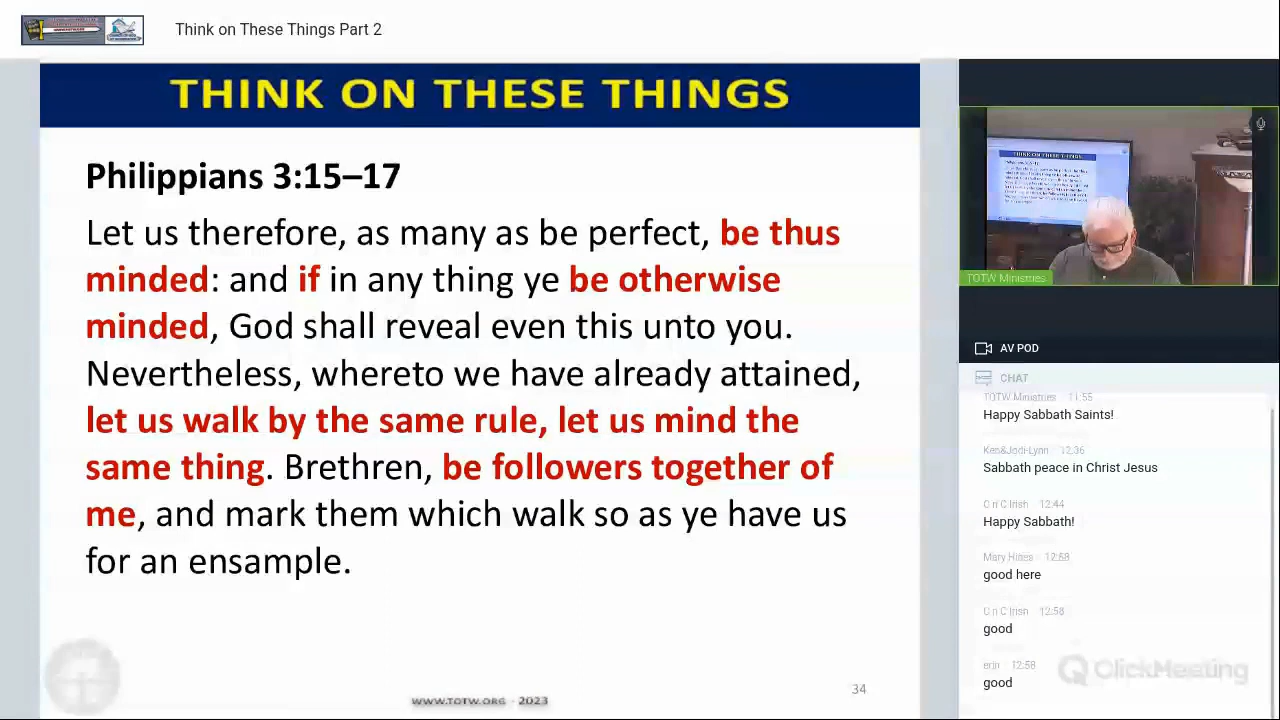 Think on These Things Part 2
THINK ON THESE THINGS
Philippians 3:15–17
Let us therefore, as many as be perfect, be thus
minded: and if in any thing ye be otherwise
minded, God shall reveal even this unto you.
Nevertheless, whereto we have already attained,
let us walk by the same rule, let us mind the
same thing. Brethren, be followers together of
me, and mark them which walk so as ye have us
for an ensample.
WWW.TOTW.ORG - 2023
34
THINK ON THESE THINGS
TOTW Ministries
AV POD
CHAT
TOTW Ministries 11:55
Happy Sabbath Saints!
Ken&Jodi-Lynn 12:36
Sabbath peace in Christ Jesus
C n C Irish 12:44
Happy Sabbath!
Mary Hines 12:58
good here
C n C Irish 12:58
good
erin 12:58
good
ClickMeeting